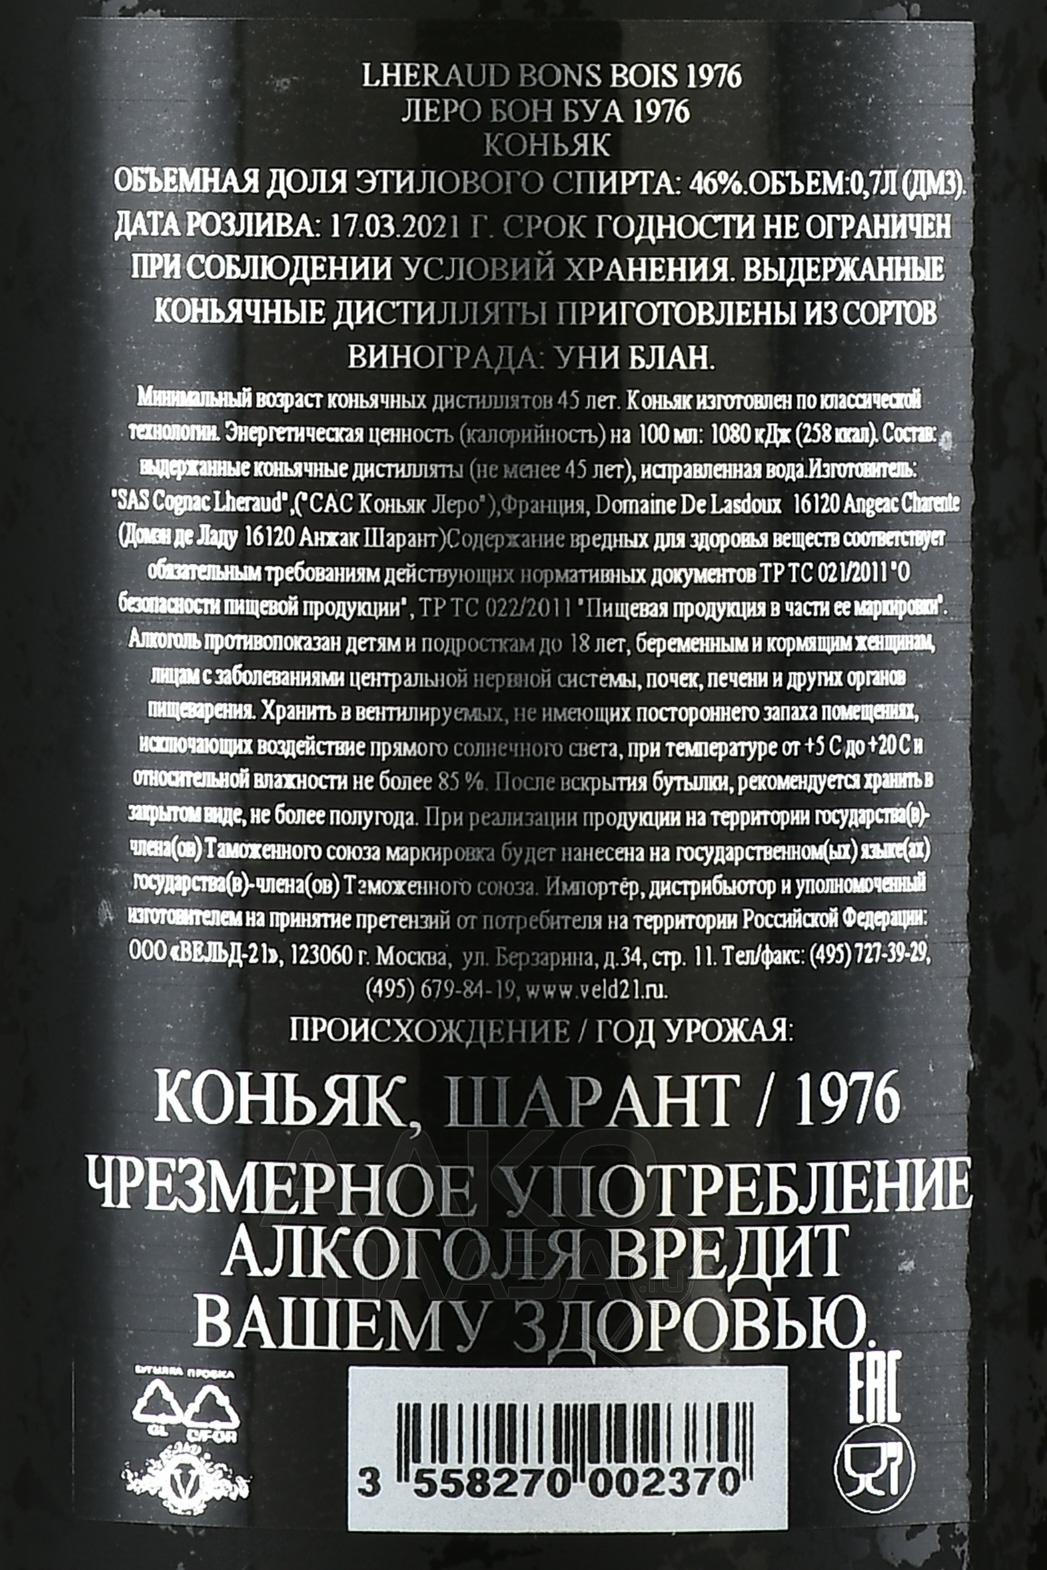 LHERAUD BONS BOIS 1976
ЛЕРО БОН БУА 1976
КОНЬЯК
ОБЪЕМНАЯ ДОЛЯ ЭТИЛОВОГО СПИРТА: 46%.ОБЪЕМ:0,7Л (ДМ3).
ДАТА РОЗЛИВА: 17.03.2021 Г. СРОК ГОДНОСТИ НЕ ОГРАНИЧЕН
ПРИ СОБЛЮДЕНИИ УСЛОВИЙ ХРАНЕНИЯ. ВЫДЕРЖАННЫЕ
КОНЬЯЧНЫЕ ДИСТИЛЛЯТЫ ПРИГОТОВЛЕНЫ ИЗ СОРТОВ
ВИНОГРАДА: УНИ БЛАН.
Минимальный возраст коньячных дистиллятов 45 лет. Коньяк изготовлен по классической
технологии. Энергетическая ценность (калорийность) на 100 мл: 1080 кДж (258 ккал). Состав:
выдержанные коньячные дистилляты (не менее 45 лет), исправленная вода.Изготовитель:
"SAS Cognac Lheraud",("САС Коньяк Леро"),Франция, Domaine De Lasdoux 16120 Angeac Charente
(Домэн де Ладу 16120 Анжак Шарант)Содержание вредных для здоровья веществ соответствует
обязательным требованиям действующих нормативных документов ТР ТС 021/2011 "О
безопасности пищевой продукции", ТР ТС 022/2011 "Пищевая продукция в части ее маркировки".
Алкоголь противопоказан детям и подросткам до 18 лет, беременным и кормящим женщинам,
лицам с заболеваниями центральной нервной системы, почек, печени и других органов
пищеварения. Хранить в вентилируемых, не имеющих постороннего запаха помещениях,
исключающих воздействие прямого солнечного света, при температуре от +5 С до +20 С и
относительной влажности не более 85 %. После вскрытия бутылки, рекомендуется хранить в
закрытом виде, не более полугода. При реализации продукции на территории государства(в)-
члена(ов) Таможенного союза маркировка будет нанесена на государственном(ых) языке(ах)
государства(в)-члена(ов) Таможенного союза. Импортёр, дистрибьютор и уполномоченный
изготовителем на принятие претензий от потребителя на территории Российской Федерации:
ООО «ВЕЛЬД-21», 123060 г. Москва, ул. Берзарина, д.34, стр. 11. Тел/факс: (495) 727-39-29,
(495) 679-84-19, www.veld21.ru.
ПРОИСХОЖДЕНИЕ / ГОД УРОЖАЯ:
КОНЬЯК, ШАРАНТ / 1976
ЧРЕЗМЕРНОЕ УПОТРЕБЛЕНИЕ
АЛКОГОЛЯ ВРЕДИТ
ВАШЕМУ ЗДОРОВЬЮ.
БУТЫЛКА ПРОБКА
GL C/FOR
EAC
3 558270 002370
АЛКО
ПЛАЗА.ru